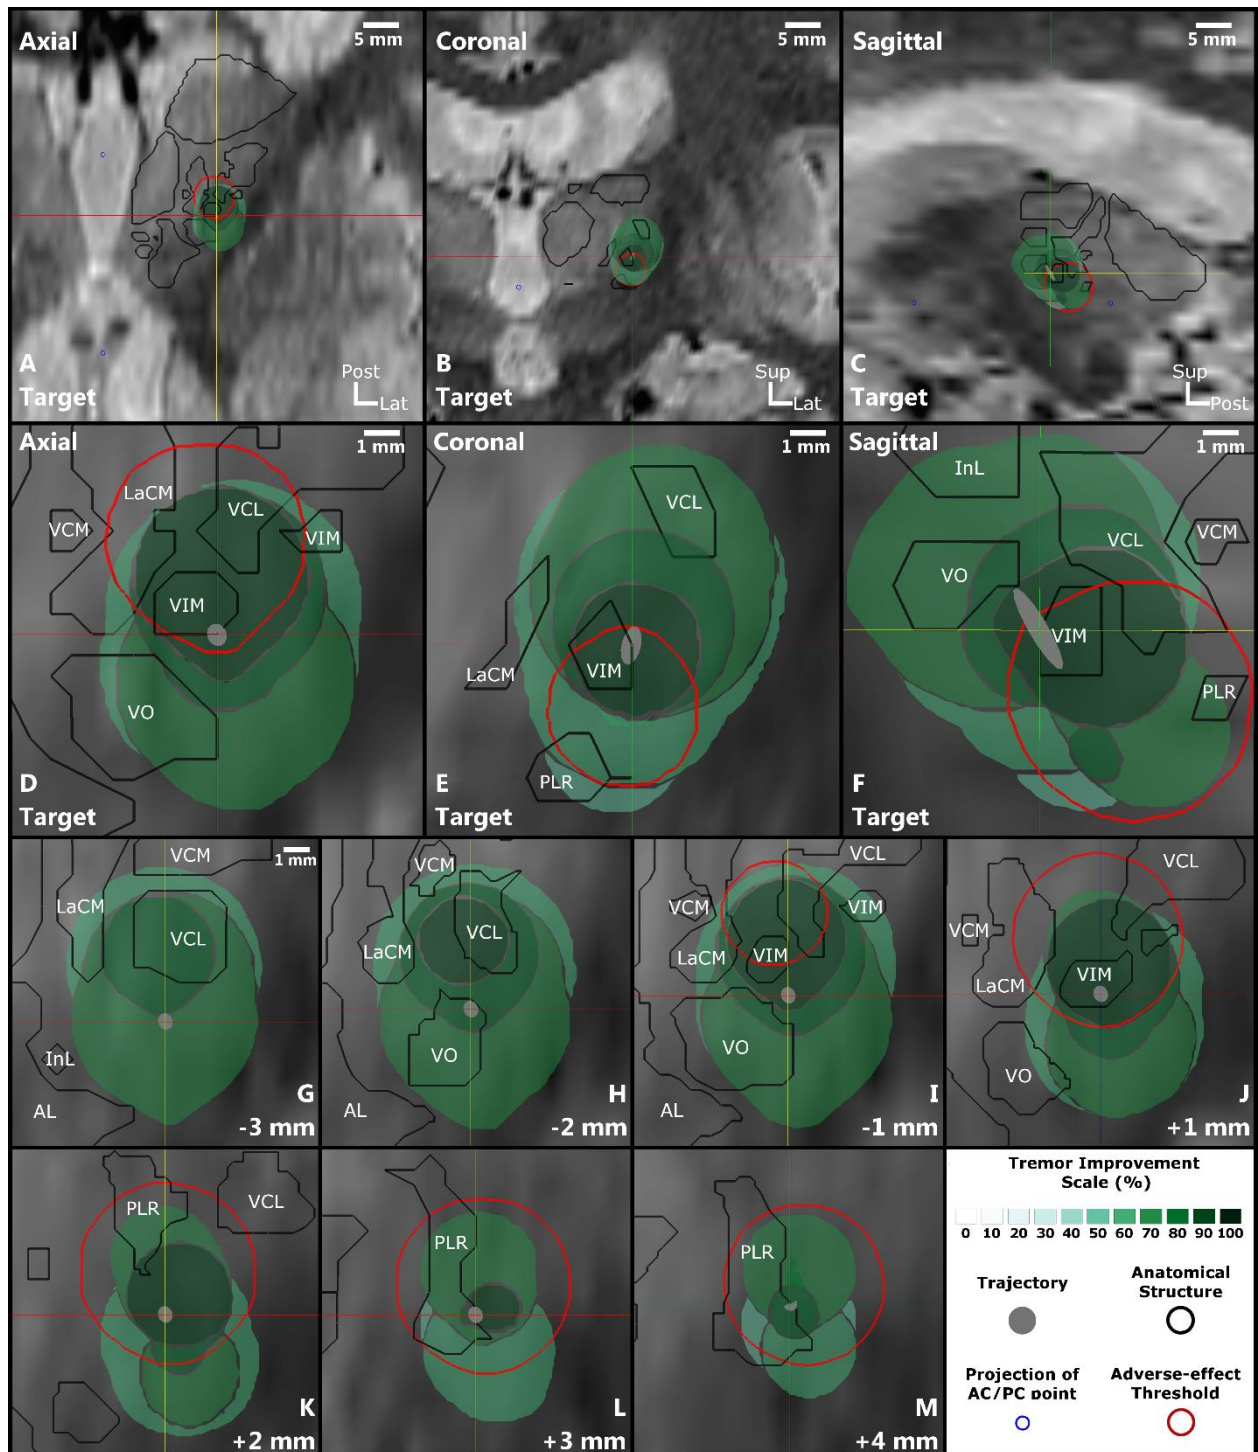 Axial
5 mm
A
Target
Post
Lat
Coronal
5 mm
B
Target
Sup
Lat
Sagittal
5 mm
C
Target
Sup
Post
Axial
1 mm
LaCM
VCM
VCL
VIM
VIM
VO
D
Target
Coronal
1 mm
VCL
VIM
LaCM
PLR
E
Target
Sagittal
1 mm
InL
VCM
VCL
VO
VIM
PLR
F
Target
VCM
1 mm
LaCM
VCL
InL
AL
G
-3 mm
VCM
VCL
LaCM
VO
AL
H
-2 mm
VCL
VCM
VIM
LaCM
VIM
VO
AL
I
-1 mm
VCL
VCM
LaCM
VIM
VO
J
+1 mm
PLR
VCL
K
+2 mm
PLR
L
+3 mm
PLR
M
+4 mm
Tremor Improvement
Scale (%)
0 10 20 30 40 50 60 70 80 90 100
Trajectory
Anatomical
Structure
Projection of
AC/PC point
Adverse-effect
Threshold